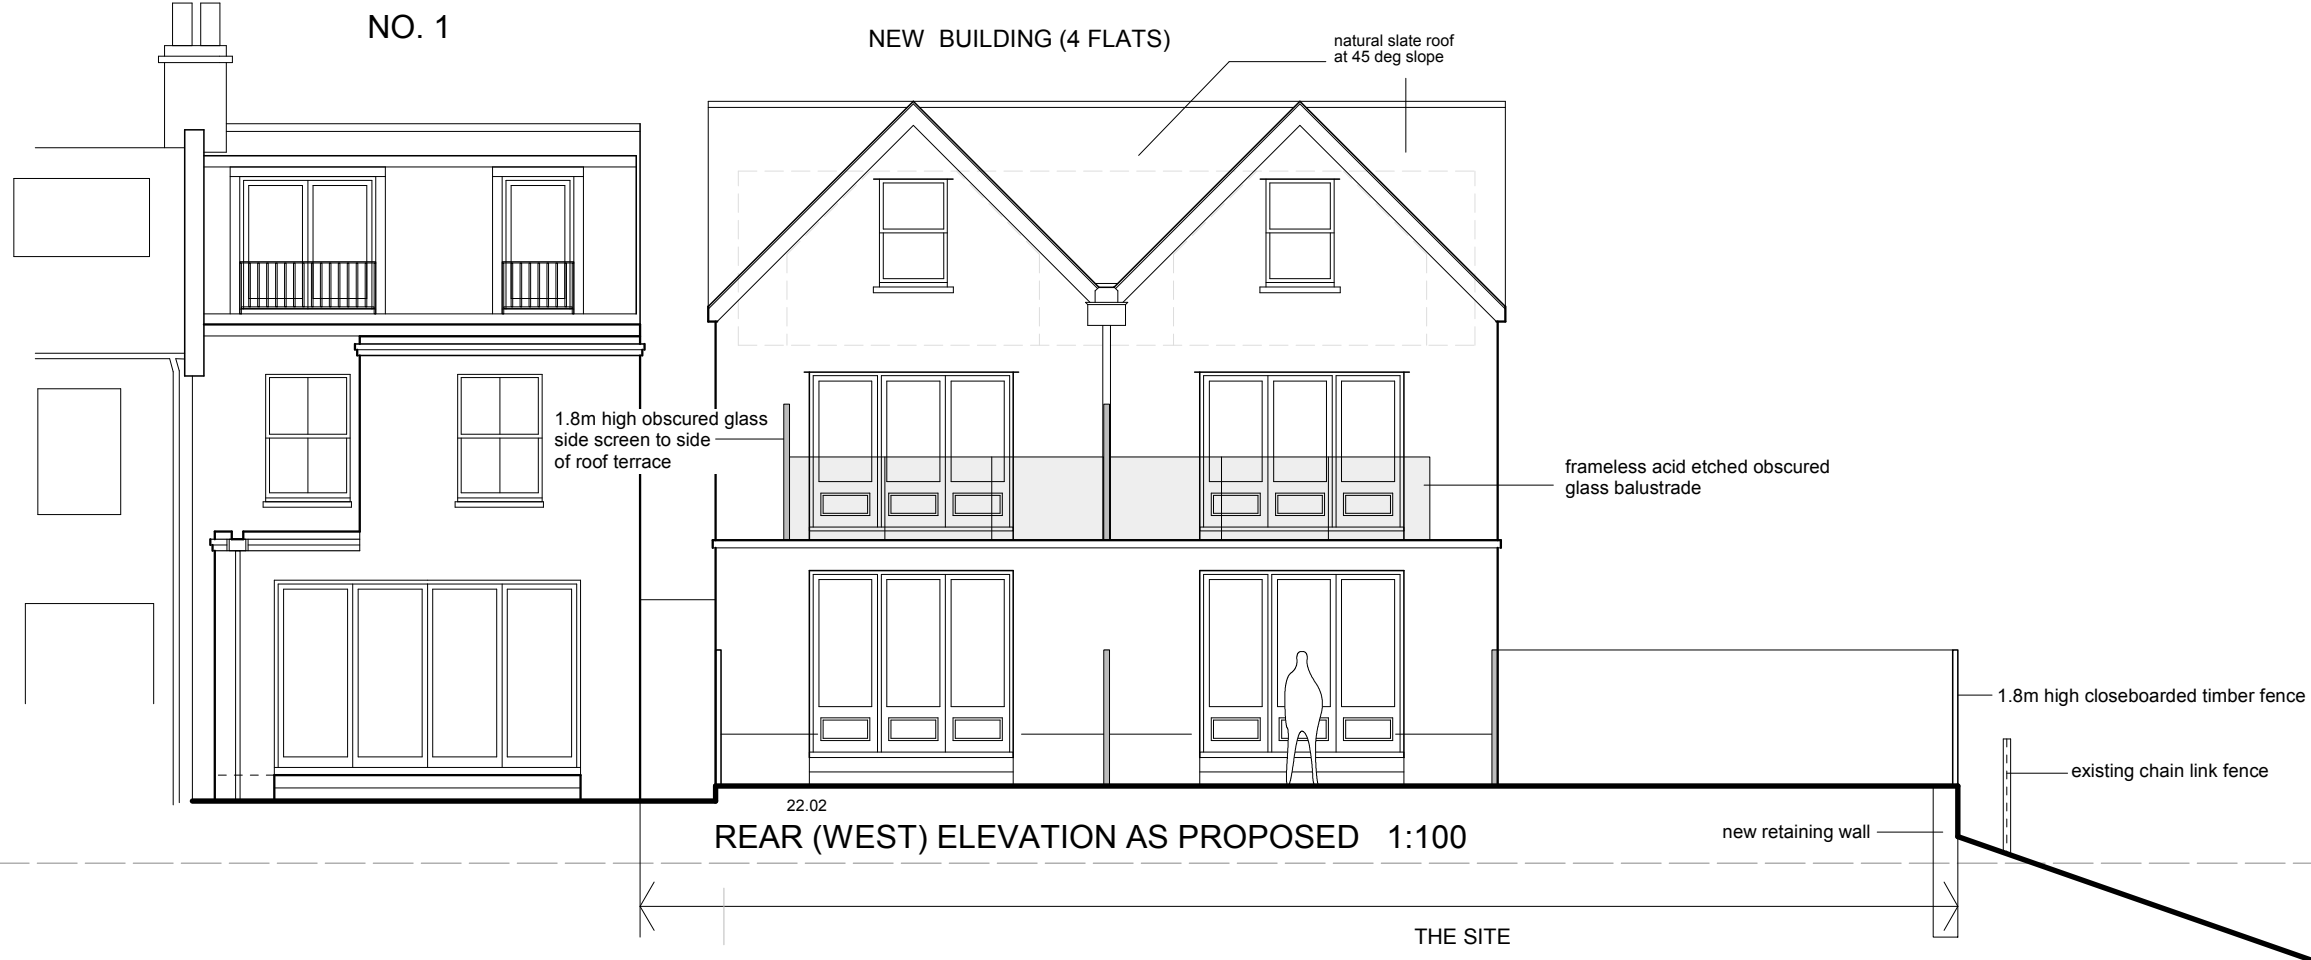 NO. 1
NEW BUILDING (4 FLATS)
natural slate roof
at 45 deg slope
1.8m high obscured glass
side screen to side
of roof terrace
frameless acid etched obscured
glass balustrade
1.8m high closeboarded timber fence
existing chain link fence
22.02
REAR (WEST) ELEVATION AS PROPOSED 1:100
new retaining wall
THE SITE